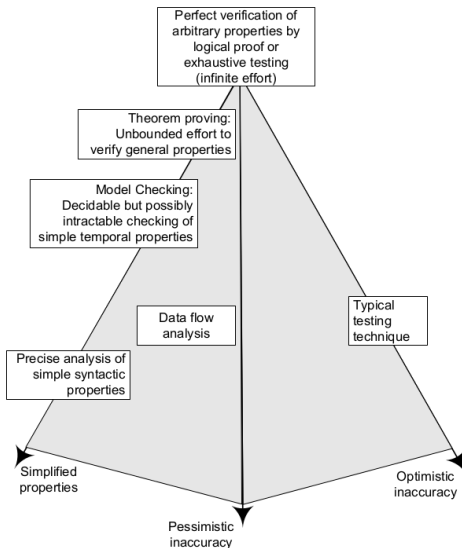 Perfect verification of
arbitrary properties by
logical proof or
exhaustive testing
(infinite effort)
Theorem proving:
Unbounded effort to
verify general properties
Model Checking:
Decidable but possibly
intractable checking of
simple temporal properties
Data flow
analysis
Typical
testing
technique
Precise analysis of
simple syntactic
properties
Simplified
properties
Optimistic
inaccuracy
Pessimistic
inaccuracy